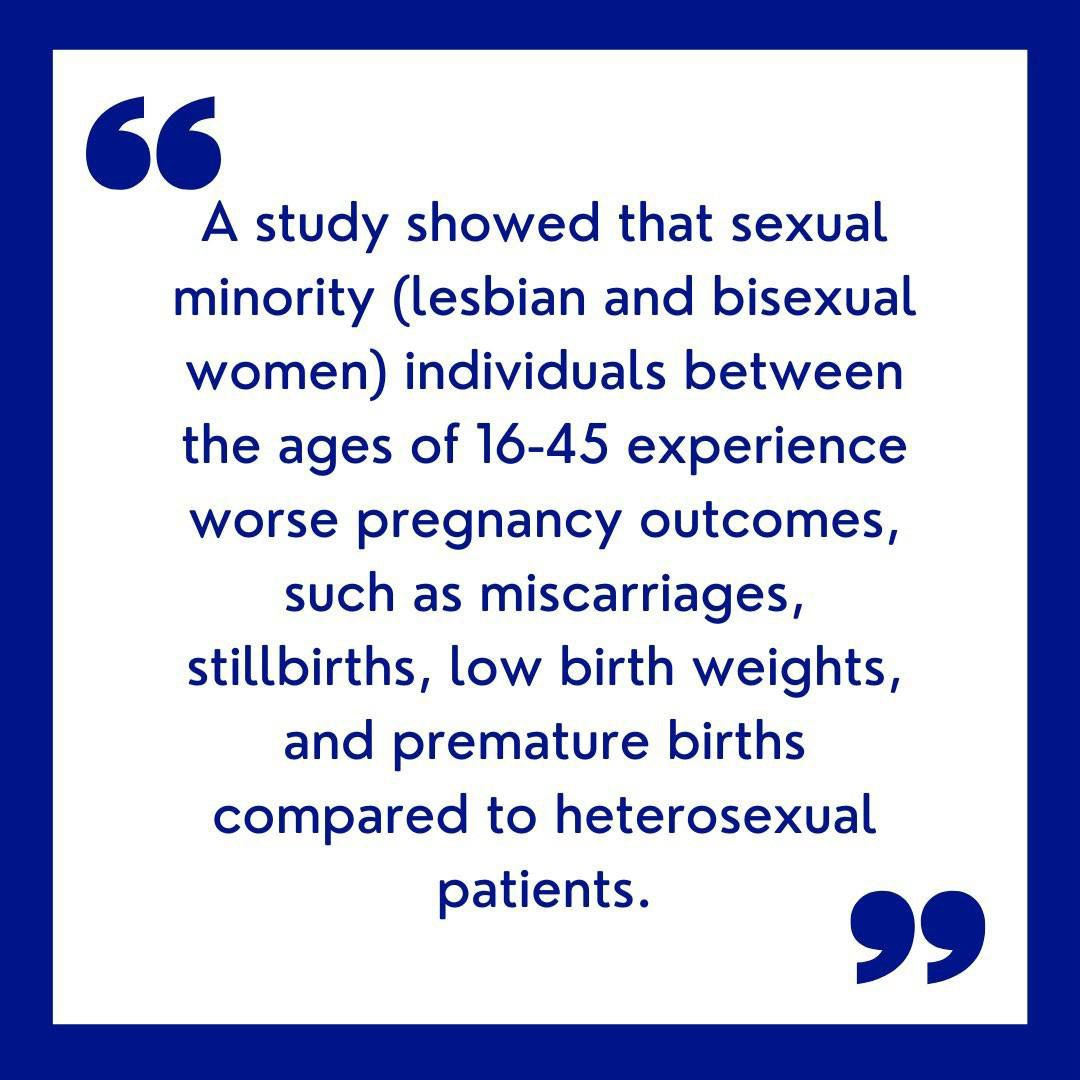 “
A study showed that sexual
minority (lesbian and bisexual
women) individuals between
the ages of 16-45 experience
worse pregnancy outcomes,
such as miscarriages,
stillbirths, low birth weights,
and premature births
compared to heterosexual
patients.
”